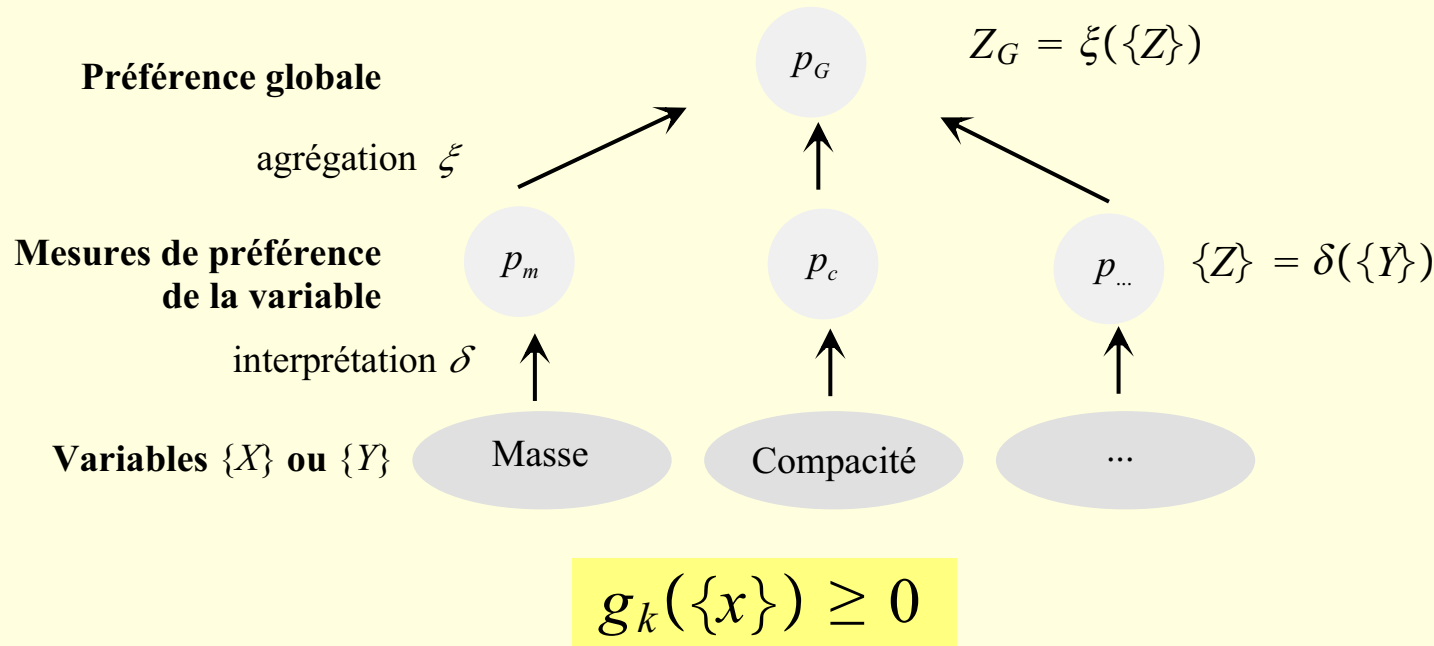 Z_G = ξ({Z})
Préférence globale
p_G
agrégation ξ
Mesures de préférence
de la variable
p_m
p_c
p_...
{Z} = δ({Y})
interprétation δ
Variables {X} ou {Y}
Masse
Compacité
...
g_k({x}) ≥ 0